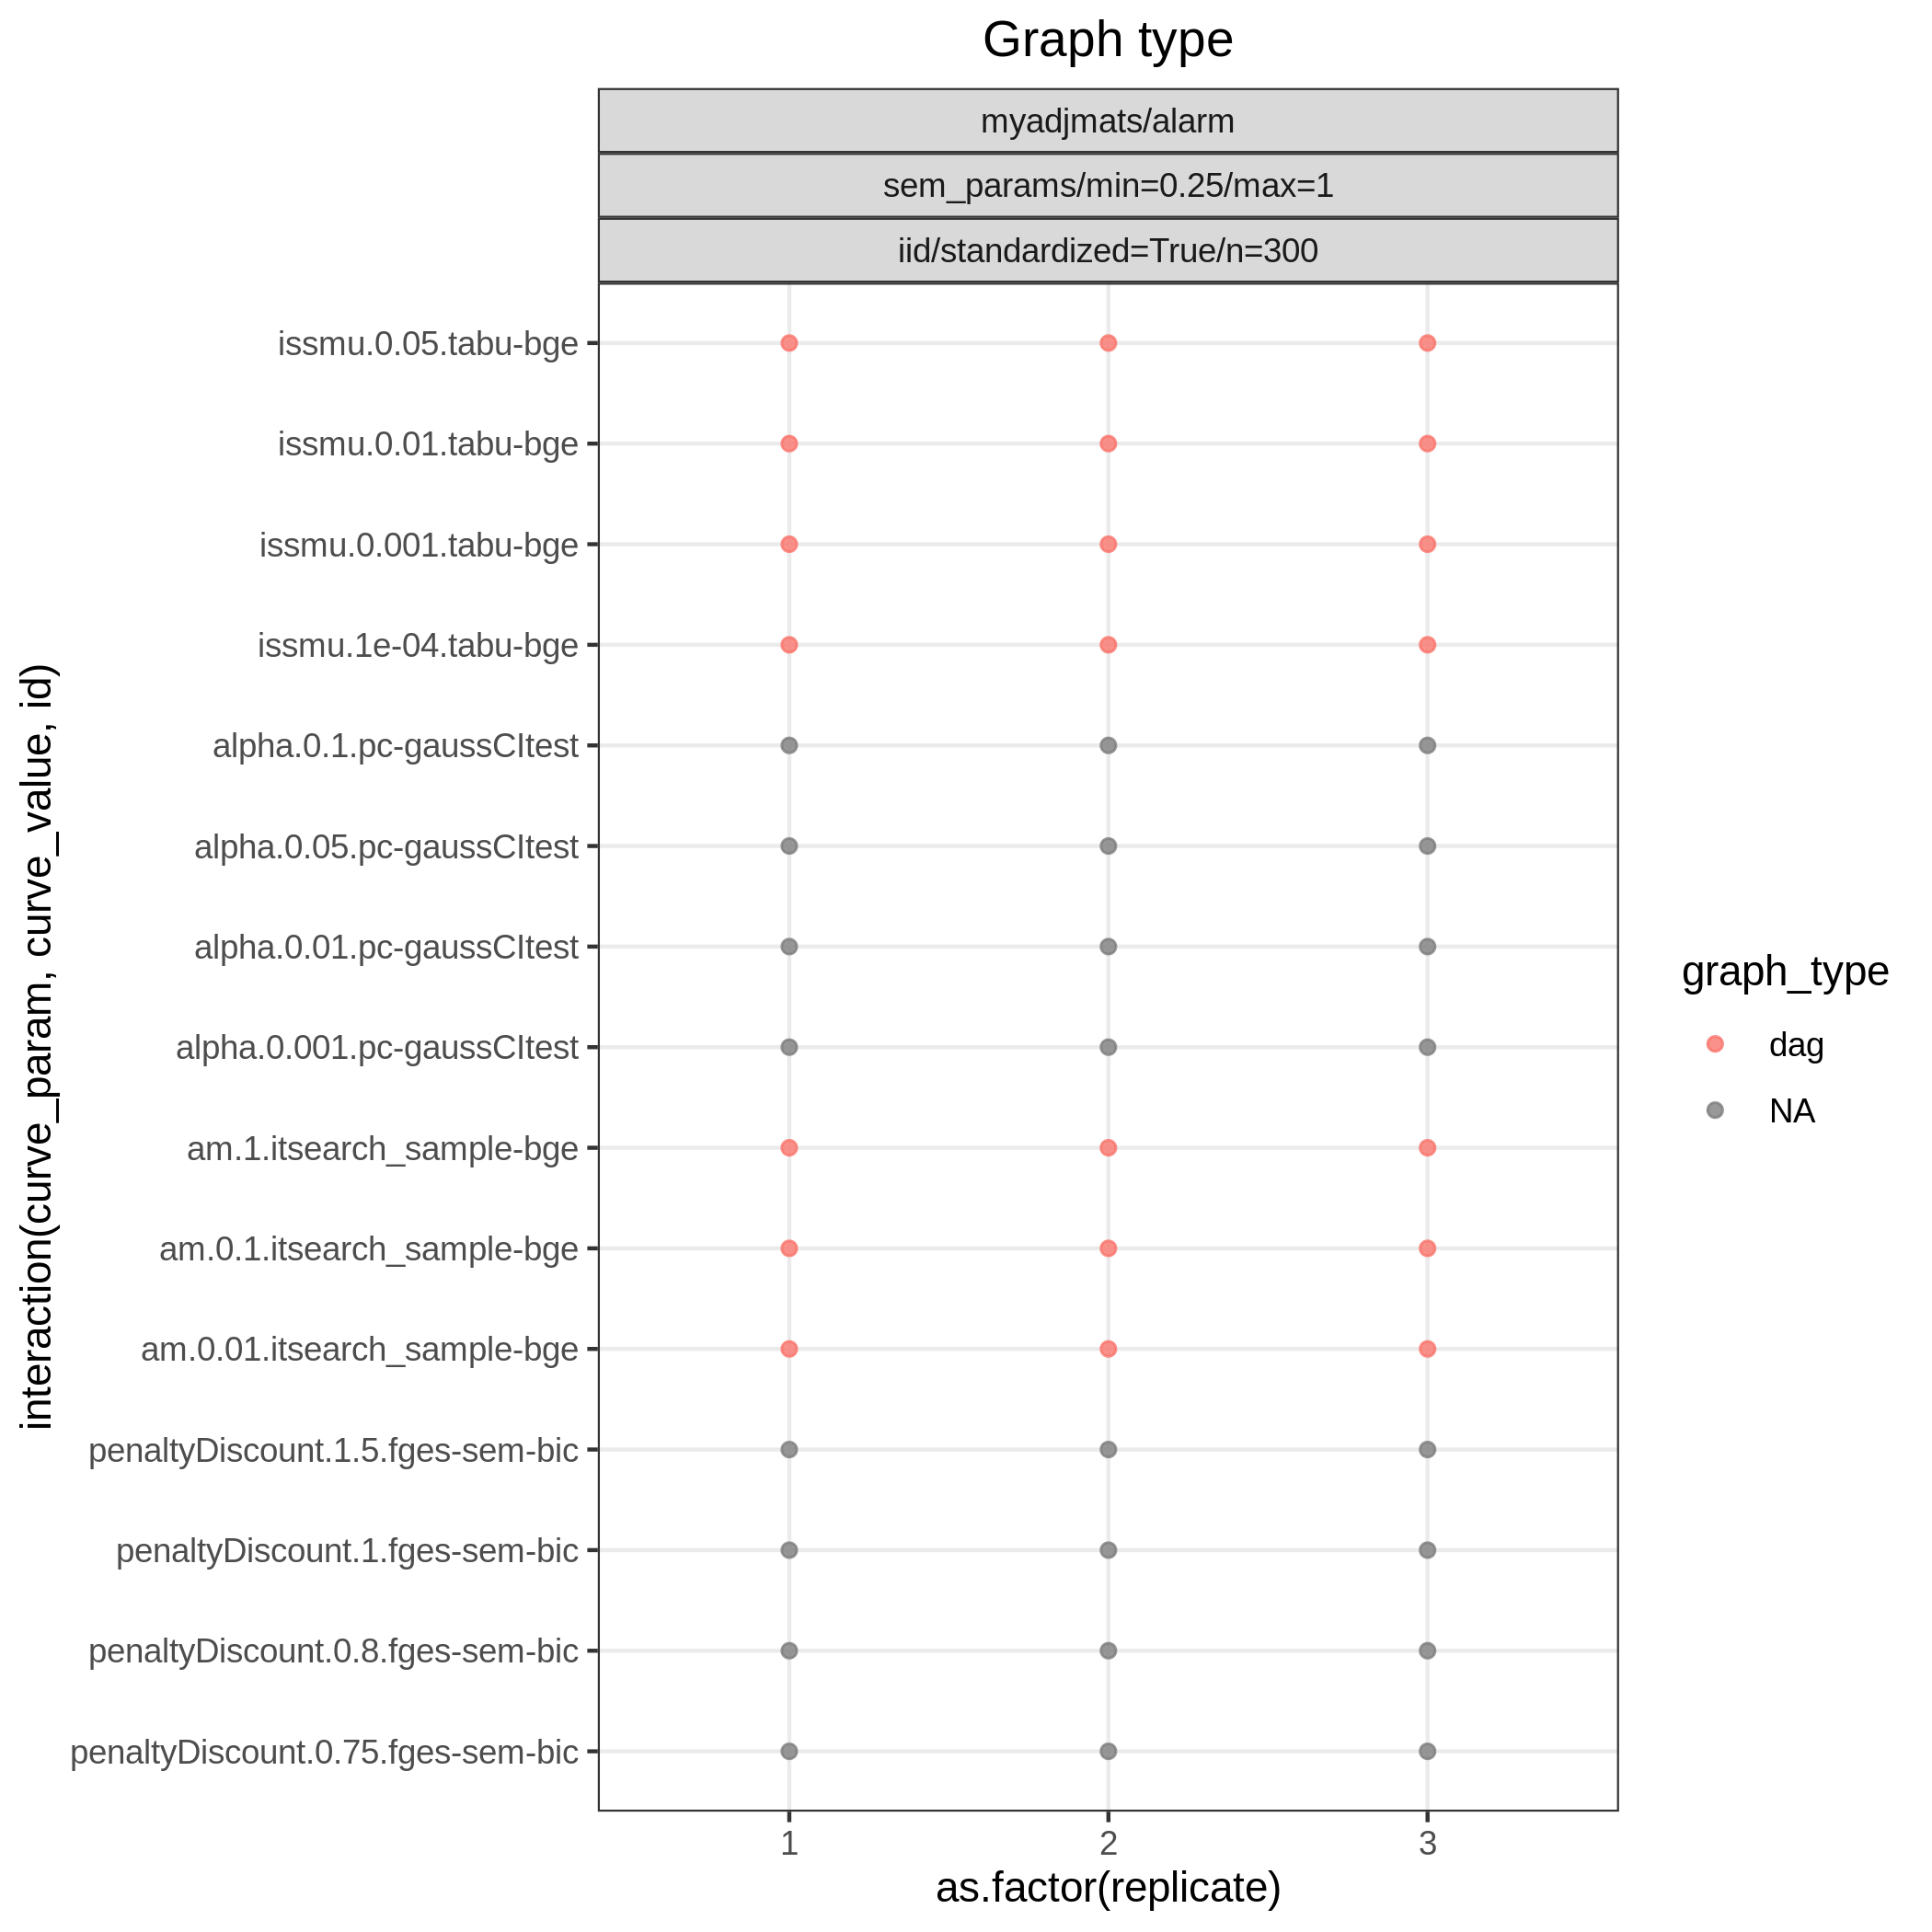 Graph type
myadjmats/alarm
sem_params/min=0.25/max=1
iid/standardized=True/n=300
interaction(curve_param, curve_value, id)
issmu.0.05.tabu-bge
issmu.0.01.tabu-bge
issmu.0.001.tabu-bge
issmu.1e-04.tabu-bge
alpha.0.1.pc-gaussCItest
alpha.0.05.pc-gaussCItest
alpha.0.01.pc-gaussCItest
alpha.0.001.pc-gaussCItest
am.1.itsearch_sample-bge
am.0.1.itsearch_sample-bge
am.0.01.itsearch_sample-bge
penaltyDiscount.1.5.fges-sem-bic
penaltyDiscount.1.fges-sem-bic
penaltyDiscount.0.8.fges-sem-bic
penaltyDiscount.0.75.fges-sem-bic
1 2 3
as.factor(replicate)
graph_type
dag
NA